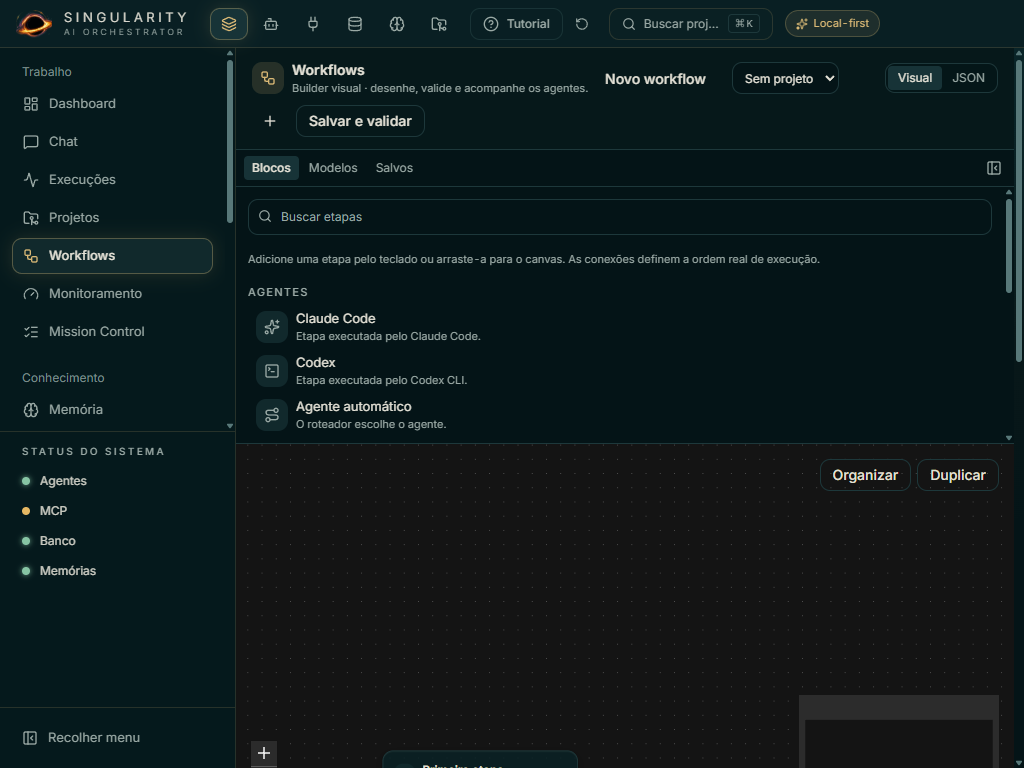 SINGULARITY
AI ORCHESTRATOR
Tutorial
Buscar proj...
⌘K
Local-first
Trabalho
Dashboard
Chat
Execuções
Projetos
Workflows
Monitoramento
Mission Control
Conhecimento
Memória
STATUS DO SISTEMA
Agentes
MCP
Banco
Memórias
Recolher menu
Workflows
Builder visual · desenhe, valide e acompanhe os agentes.
Novo workflow
Sem projeto
Visual
JSON
Salvar e validar
Blocos
Modelos
Salvos
Buscar etapas
Adicione uma etapa pelo teclado ou arraste-a para o canvas. As conexões definem a ordem real de execução.
AGENTES
Claude Code
Etapa executada pelo Claude Code.
Codex
Etapa executada pelo Codex CLI.
Agente automático
O roteador escolhe o agente.
Organizar
Duplicar
Primeira etapa